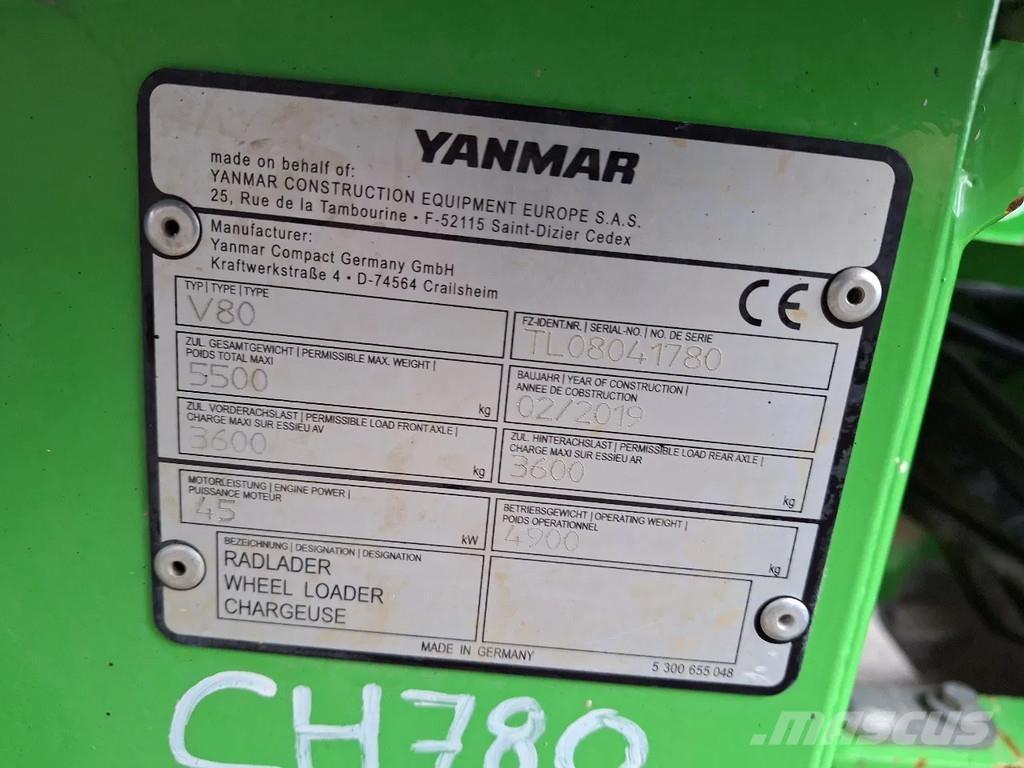 YANMAR
made on behalf of:
YANMAR CONSTRUCTION EQUIPMENT EUROPE S.A.S.
25, Rue de la Tambourine • F-52115 Saint-Dizier Cedex
Manufacturer:
Yanmar Compact Germany GmbH
Kraftwerkstraße 4 • D-74564 Crailsheim
CE
TYP | TYPE | TYPE
V80
FZ-IDENT.NR. | SERIAL-NO. | NO. DE SERIE
TL08041780
ZUL. GESAMTGEWICHT | PERMISSIBLE MAX. WEIGHT |
POIDS TOTAL MAXI
5500
kg
BAUJAHR | YEAR OF CONSTRUCTION |
ANNEE DE COBSTRUCTION
02/2019
ZUL. VORDERACHSLAST | PERMISSIBLE LOAD FRONT AXLE |
CHARGE MAXI SUR ESSIEU AV
3600
kg
ZUL. HINTERACHSLAST | PERMISSIBLE LOAD REAR AXLE |
CHARGE MAXI SUR ESSIEU AR
3600
kg
MOTORLEISTUNG | ENGINE POWER |
PUISSANCE MOTEUR
45
kW
BETRIEBSGEWICHT | OPERATING WEIGHT |
POIDS OPERATIONNEL
4900
kg
BEZEICHNUNG | DESIGNATION | DESIGNATION
RADLADER
WHEEL LOADER
CHARGEUSE
MADE IN GERMANY
5 300 655 048
CH780
mascus